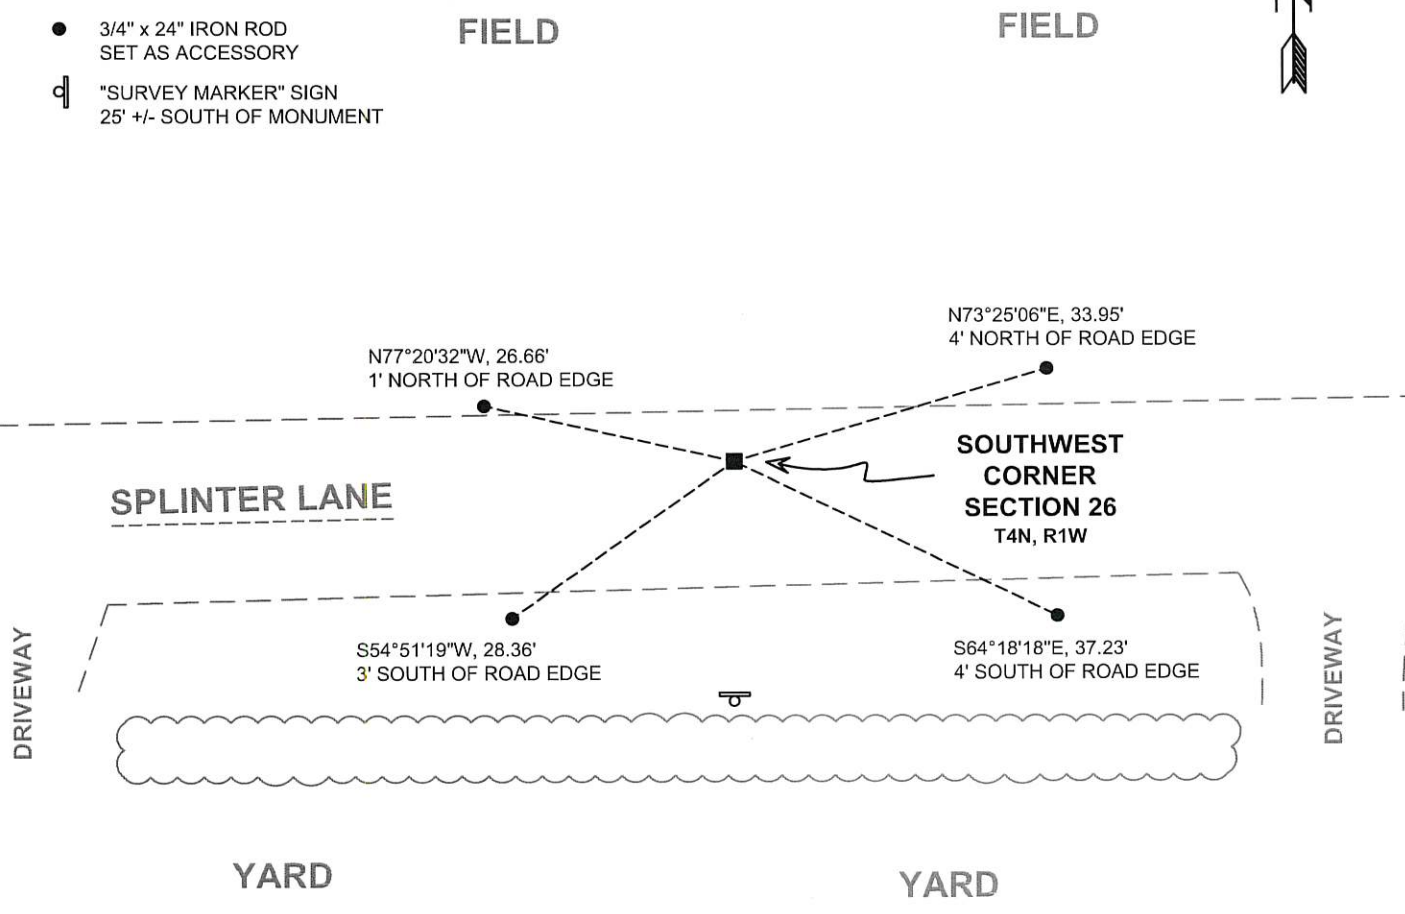 3/4" x 24" IRON ROD
SET AS ACCESSORY
"SURVEY MARKER" SIGN
25' +/- SOUTH OF MONUMENT
FIELD
FIELD
N77°20'32"W, 26.66'
1' NORTH OF ROAD EDGE
N73°25'06"E, 33.95'
4' NORTH OF ROAD EDGE
SPLINTER LANE
SOUTHWEST
CORNER
SECTION 26
T4N, R1W
S54°51'19"W, 28.36'
3' SOUTH OF ROAD EDGE
S64°18'18"E, 37.23'
4' SOUTH OF ROAD EDGE
DRIVEWAY
DRIVEWAY
YARD
YARD